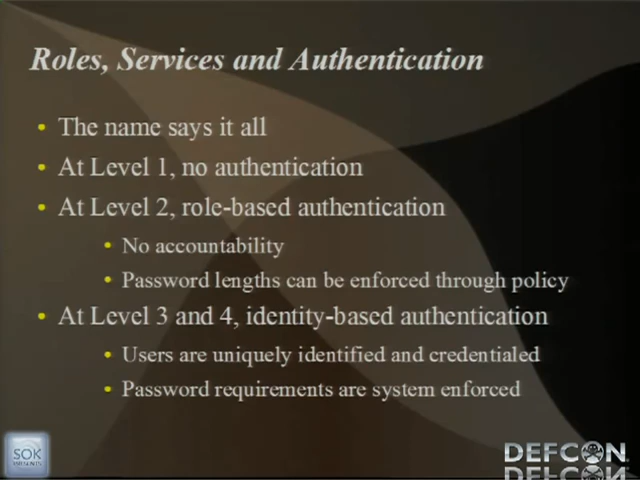 Roles, Services and Authentication
• The name says it all
• At Level 1, no authentication
• At Level 2, role-based authentication
• No accountability
• Password lengths can be enforced through policy
• At Level 3 and 4, identity-based authentication
• Users are uniquely identified and credentialed
• Password requirements are system enforced
SOK
DEFCON